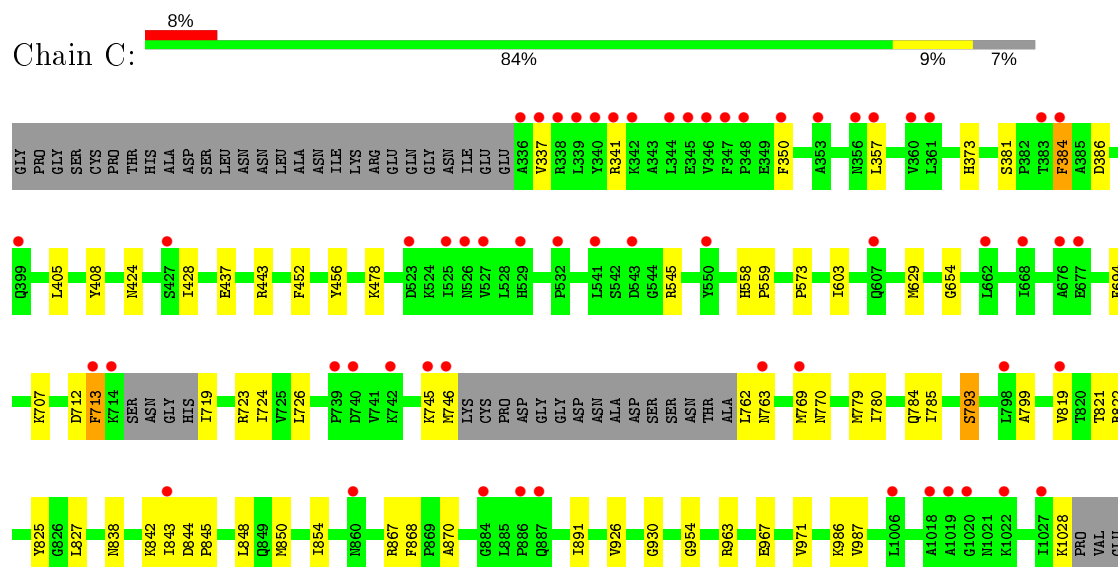 8%
Chain C:
84% 9% 7%
GLY PRO GLY SER CYS PRO THR HIS ALA ASP SER LEU ASN ASN LEU ALA ASN ILE LYS ARG GLU GLN GLY ASN ILE GLU GLU A336 V337 R338 L339 Y340 R341 K342 A343 L344 E345 V346 F347 P348 E349 F350 A353 N356 L357 V360 L361 H373 S381 P382 T383 F384 A385 D386
Q399 L405 Y408 N424 S427 I428 E437 R443 F452 Y456 K478 D523 K524 I525 N526 V527 L528 H529 P532 L541 S542 D543 G544 R545 Y550 H558 P559 P573 I603 Q607 M629 G654 L662 I668 A676 E677
K707 D712 F713 K714 SER ASN GLY HIS I719 R723 I724 V725 L726 P739 D740 V741 K742 K745 M746 LYS CYS PRO ASP GLY GLY ASP ASN ALA ASP SER SER ASN THR ALA L762 N763 M769 N770 M779 I780 Q784 I785 S793 L798 A799 V819 T820 T821
Y825 G826 L827 N838 K842 I843 D844 P845 L848 Q849 M850 I854 N860 R867 F868 P869 A870 G884 L885 P886 Q887 I891 V926 G930 G954 R963 E967 V971 K986 V987 L1006 A1018 A1019 G1020 N1021 K1022 I1027 K1028 PRO VAL